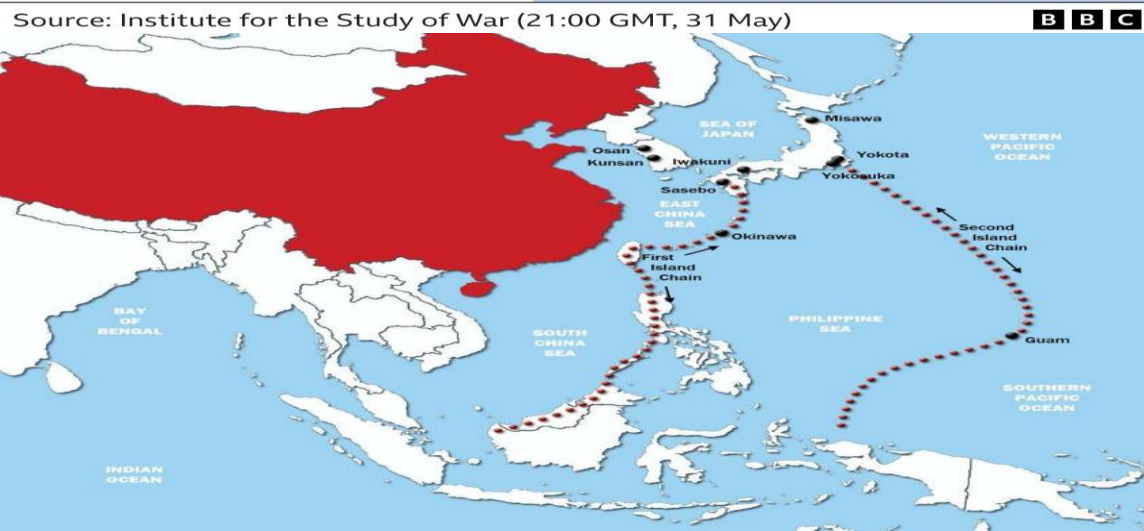 Source: Institute for the Study of War (21:00 GMT, 31 May)
BBC
Misawa
SEA OF
JAPAN
WESTERN
PACIFIC
OCEAN
Osan
Kunsan
Iwakuni
Yokota
Yokosuka
Sasebo
EAST
CHINA
SEA
Okinawa
Second
Island
Chain
First
Island
Chain
BAY
OF
BENGAL
SOUTH
CHINA
SEA
PHILIPPINE
SEA
Guam
SOUTHERN
PACIFIC
OCEAN
INDIAN
OCEAN